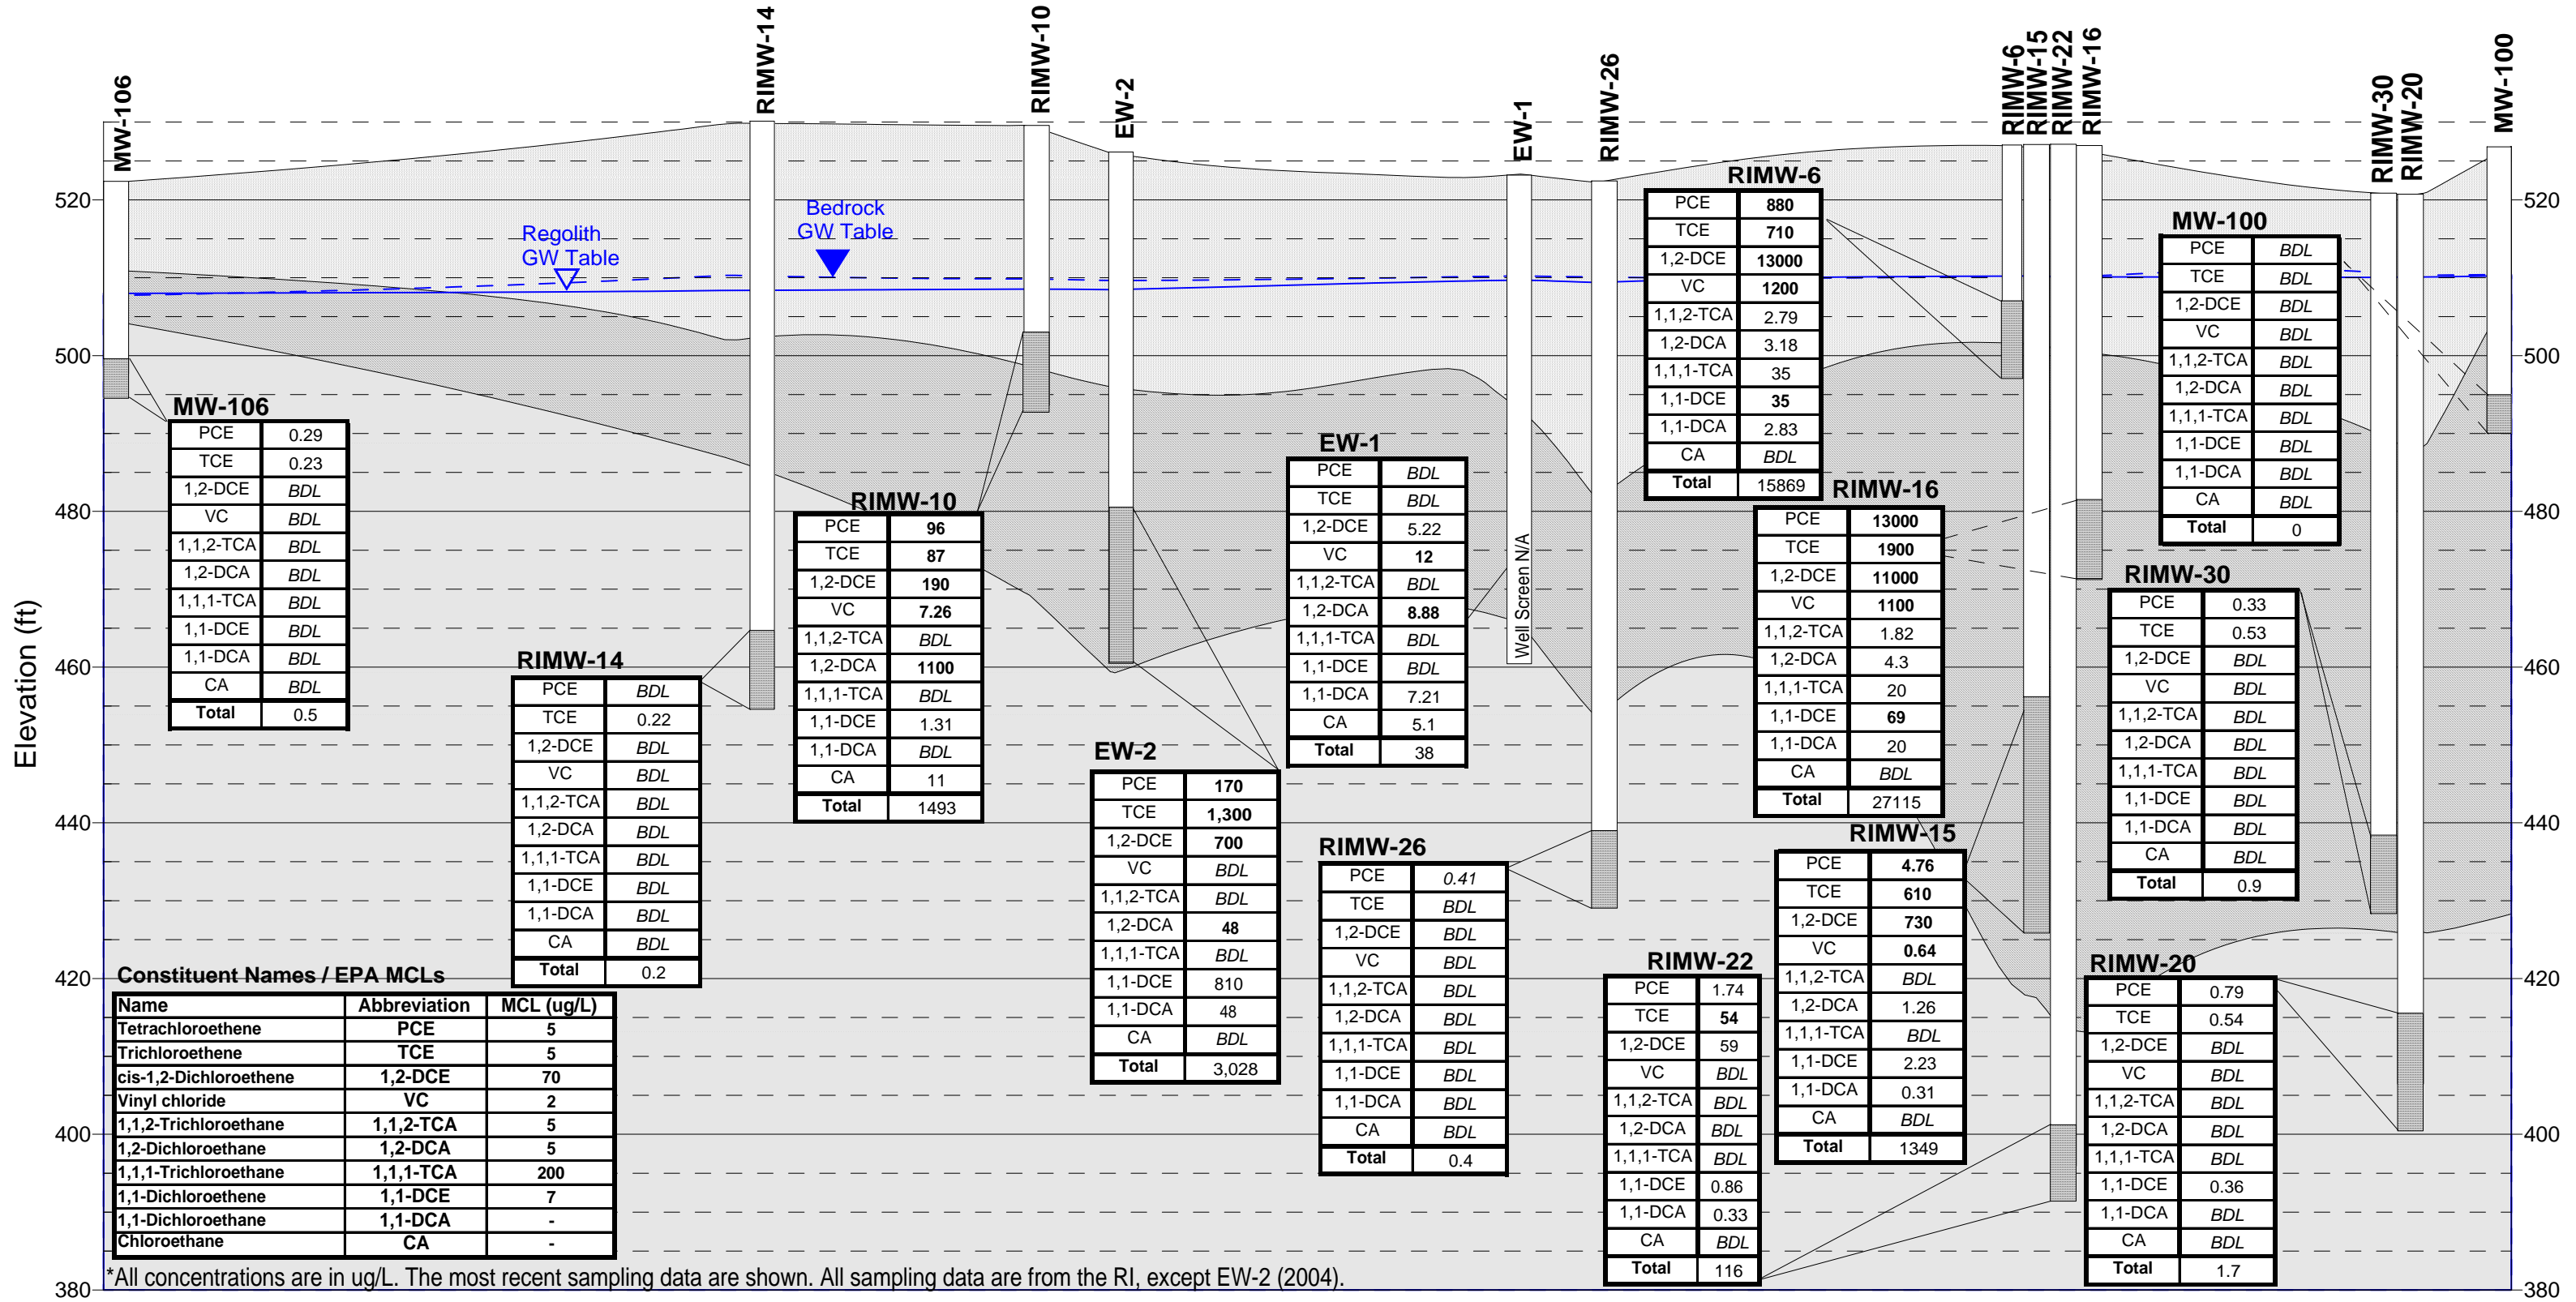 MW-106
RIMW-14
RIMW-10
EW-2
EW-1
RIMW-26
RIMW-6
RIMW-15
RIMW-22
RIMW-16
RIMW-30
RIMW-20
MW-100
Elevation (ft)
520
500
480
460
440
420
400
380
520
500
480
460
440
420
400
380
Regolith
GW Table
Bedrock
GW Table
Well Screen N/A
MW-106
PCE 0.29
TCE 0.23
1,2-DCE BDL
VC BDL
1,1,2-TCA BDL
1,2-DCA BDL
1,1,1-TCA BDL
1,1-DCE BDL
1,1-DCA BDL
CA BDL
Total 0.5
RIMW-14
PCE BDL
TCE 0.22
1,2-DCE BDL
VC BDL
1,1,2-TCA BDL
1,2-DCA BDL
1,1,1-TCA BDL
1,1-DCE BDL
1,1-DCA BDL
CA BDL
Total 0.2
RIMW-10
PCE 96
TCE 87
1,2-DCE 190
VC 7.26
1,1,2-TCA BDL
1,2-DCA 1100
1,1,1-TCA BDL
1,1-DCE 1.31
1,1-DCA BDL
CA 11
Total 1493
EW-2
PCE 170
TCE 1,300
1,2-DCE 700
VC BDL
1,1,2-TCA BDL
1,2-DCA 48
1,1,1-TCA BDL
1,1-DCE 810
1,1-DCA 48
CA BDL
Total 3,028
EW-1
PCE BDL
TCE BDL
1,2-DCE 5.22
VC 12
1,1,2-TCA BDL
1,2-DCA 8.88
1,1,1-TCA BDL
1,1-DCE BDL
1,1-DCA 7.21
CA 5.1
Total 38
RIMW-26
PCE 0.41
TCE BDL
1,2-DCE BDL
VC BDL
1,1,2-TCA BDL
1,2-DCA BDL
1,1,1-TCA BDL
1,1-DCE BDL
1,1-DCA BDL
CA BDL
Total 0.4
RIMW-6
PCE 880
TCE 710
1,2-DCE 13000
VC 1200
1,1,2-TCA 2.79
1,2-DCA 3.18
1,1,1-TCA 35
1,1-DCE 35
1,1-DCA 2.83
CA BDL
Total 15869
RIMW-16
PCE 13000
TCE 1900
1,2-DCE 11000
VC 1100
1,1,2-TCA 1.82
1,2-DCA 4.3
1,1,1-TCA 20
1,1-DCE 69
1,1-DCA 20
CA BDL
Total 27115
RIMW-15
PCE 4.76
TCE 610
1,2-DCE 730
VC 0.64
1,1,2-TCA BDL
1,2-DCA 1.26
1,1,1-TCA BDL
1,1-DCE 2.23
1,1-DCA 0.31
CA BDL
Total 1349
RIMW-22
PCE 1.74
TCE 54
1,2-DCE 59
VC BDL
1,1,2-TCA BDL
1,2-DCA BDL
1,1,1-TCA BDL
1,1-DCE 0.86
1,1-DCA 0.33
CA BDL
Total 116
MW-100
PCE BDL
TCE BDL
1,2-DCE BDL
VC BDL
1,1,2-TCA BDL
1,2-DCA BDL
1,1,1-TCA BDL
1,1-DCE BDL
1,1-DCA BDL
CA BDL
Total 0
RIMW-30
PCE 0.33
TCE 0.53
1,2-DCE BDL
VC BDL
1,1,2-TCA BDL
1,2-DCA BDL
1,1,1-TCA BDL
1,1-DCE BDL
1,1-DCA BDL
CA BDL
Total 0.9
RIMW-20
PCE 0.79
TCE 0.54
1,2-DCE BDL
VC BDL
1,1,2-TCA BDL
1,2-DCA BDL
1,1,1-TCA BDL
1,1-DCE 0.36
1,1-DCA BDL
CA BDL
Total 1.7
Constituent Names / EPA MCLs
Name Abbreviation MCL (ug/L)
Tetrachloroethene PCE 5
Trichloroethene TCE 5
cis-1,2-Dichloroethene 1,2-DCE 70
Vinyl chloride VC 2
1,1,2-Trichloroethane 1,1,2-TCA 5
1,2-Dichloroethane 1,2-DCA 5
1,1,1-Trichloroethane 1,1,1-TCA 200
1,1-Dichloroethene 1,1-DCE 7
1,1-Dichloroethane 1,1-DCA -
Chloroethane CA -
*All concentrations are in ug/L. The most recent sampling data are shown. All sampling data are from the RI, except EW-2 (2004).